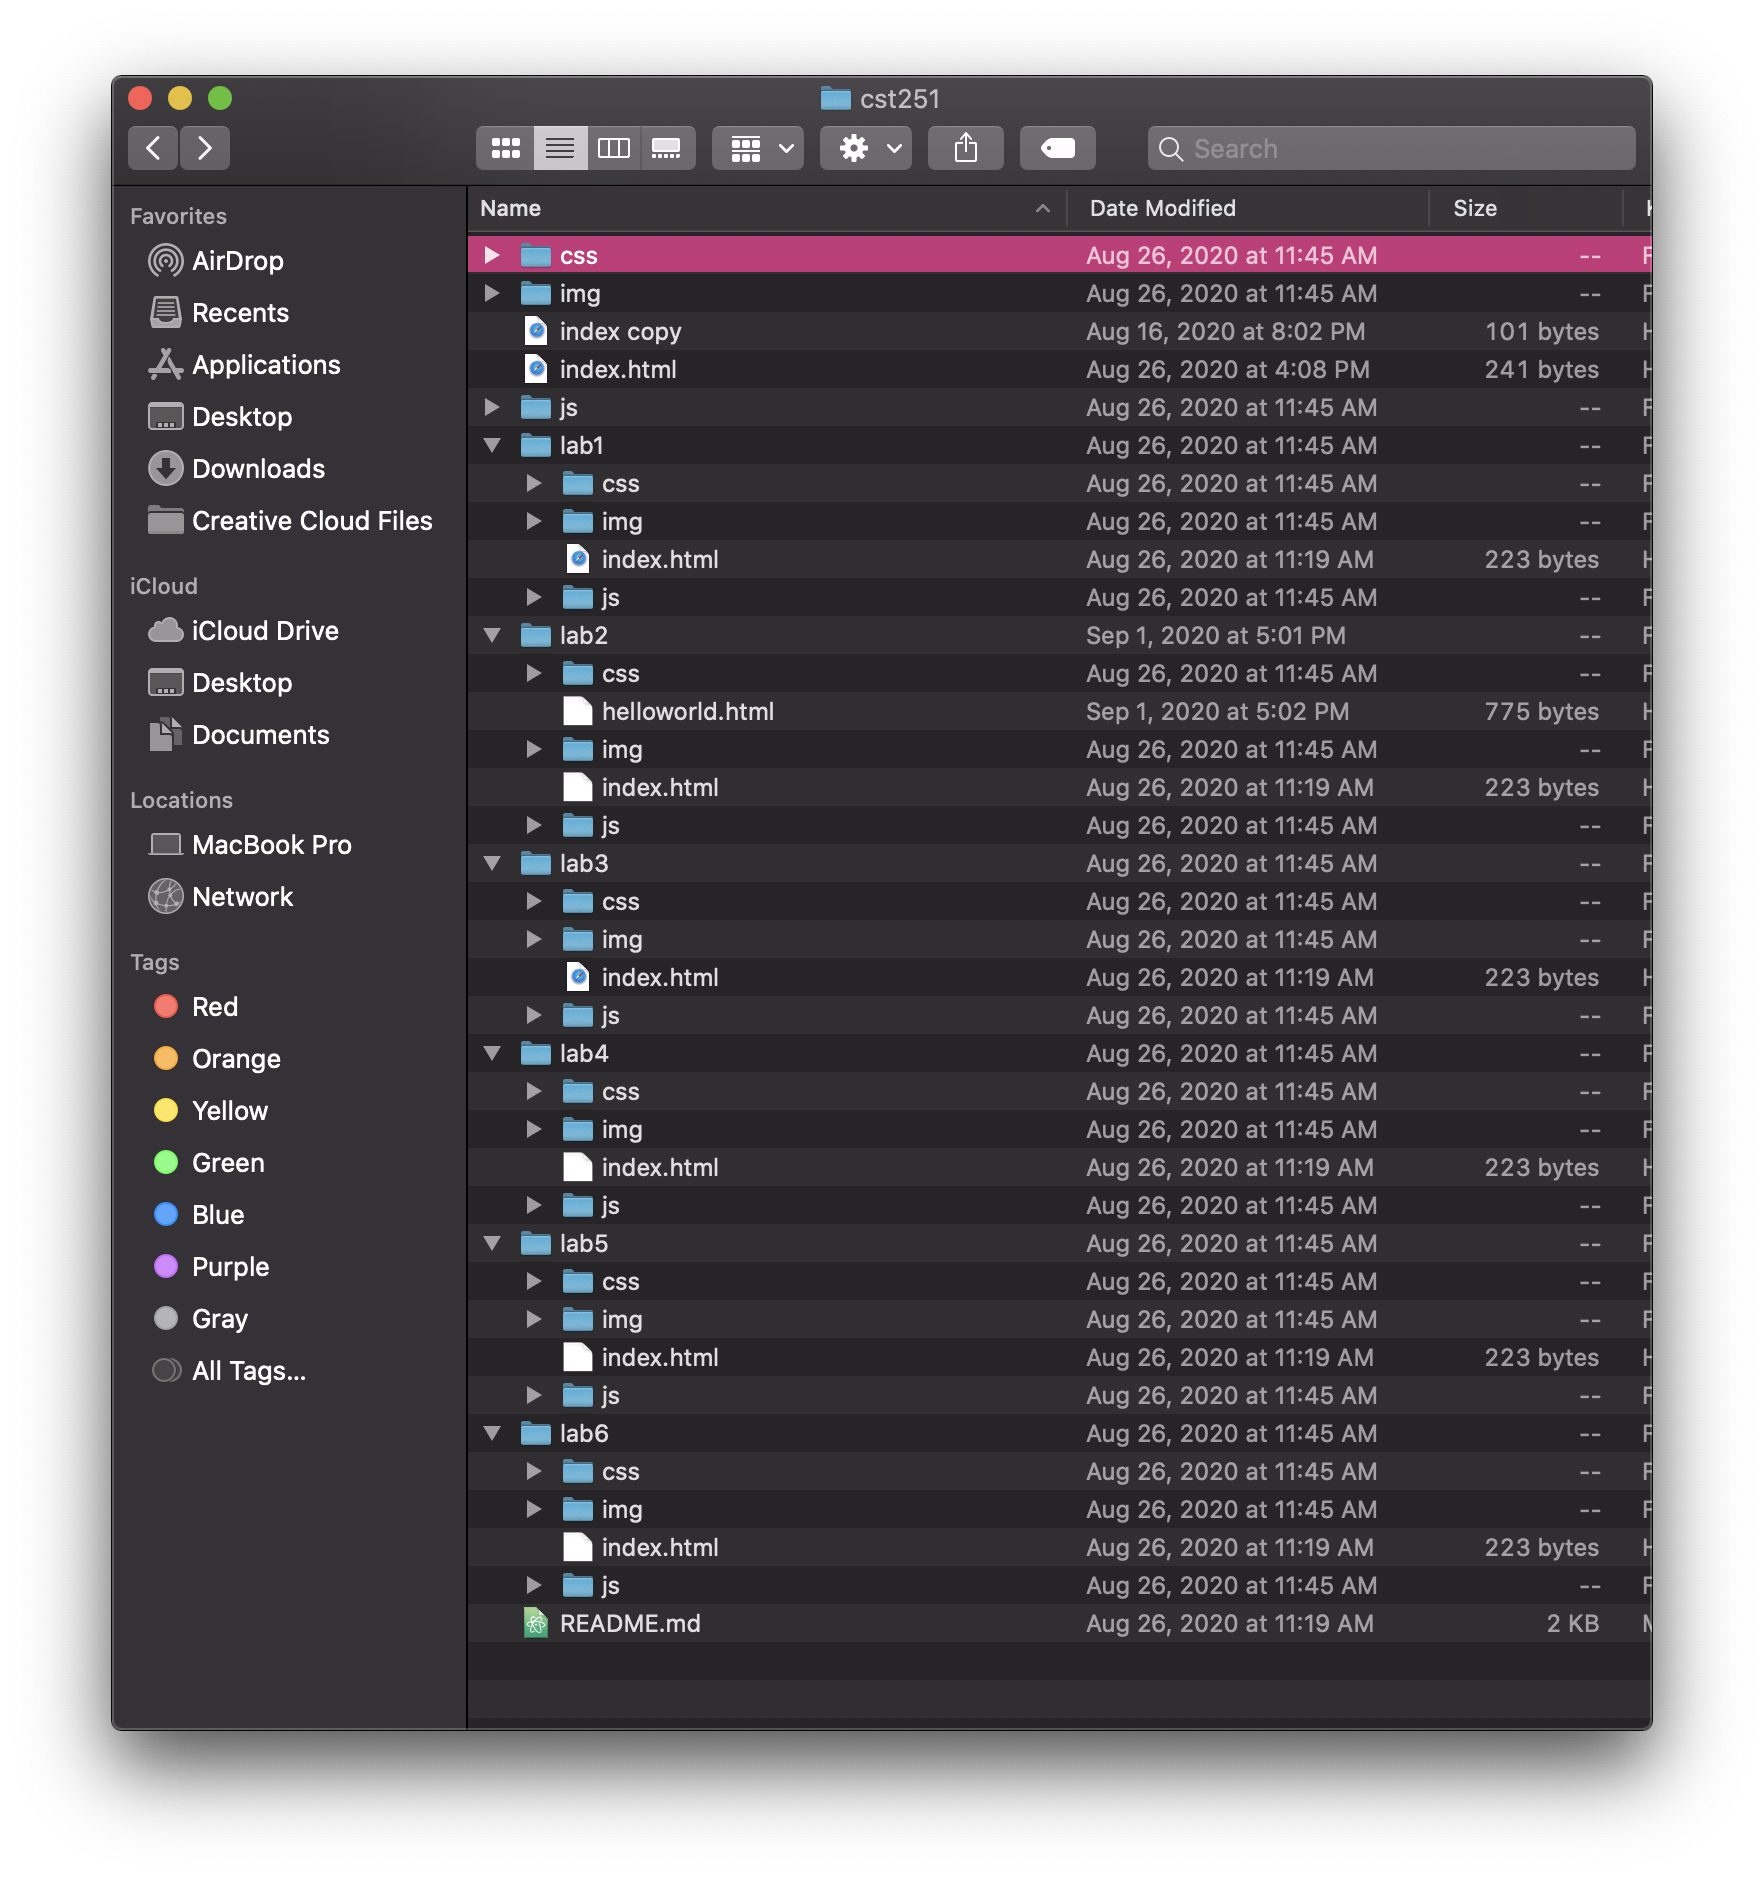 cst251
Search
Favorites
AirDrop
Recents
Applications
Desktop
Downloads
Creative Cloud Files
iCloud
iCloud Drive
Desktop
Documents
Locations
MacBook Pro
Network
Tags
Red
Orange
Yellow
Green
Blue
Purple
Gray
All Tags...
Name Date Modified Size
css Aug 26, 2020 at 11:45 AM --
img Aug 26, 2020 at 11:45 AM --
index copy Aug 16, 2020 at 8:02 PM 101 bytes
index.html Aug 26, 2020 at 4:08 PM 241 bytes
js Aug 26, 2020 at 11:45 AM --
lab1 Aug 26, 2020 at 11:45 AM --
css Aug 26, 2020 at 11:45 AM --
img Aug 26, 2020 at 11:45 AM --
index.html Aug 26, 2020 at 11:19 AM 223 bytes
js Aug 26, 2020 at 11:45 AM --
lab2 Sep 1, 2020 at 5:01 PM --
css Aug 26, 2020 at 11:45 AM --
helloworld.html Sep 1, 2020 at 5:02 PM 775 bytes
img Aug 26, 2020 at 11:45 AM --
index.html Aug 26, 2020 at 11:19 AM 223 bytes
js Aug 26, 2020 at 11:45 AM --
lab3 Aug 26, 2020 at 11:45 AM --
css Aug 26, 2020 at 11:45 AM --
img Aug 26, 2020 at 11:45 AM --
index.html Aug 26, 2020 at 11:19 AM 223 bytes
js Aug 26, 2020 at 11:45 AM --
lab4 Aug 26, 2020 at 11:45 AM --
css Aug 26, 2020 at 11:45 AM --
img Aug 26, 2020 at 11:45 AM --
index.html Aug 26, 2020 at 11:19 AM 223 bytes
js Aug 26, 2020 at 11:45 AM --
lab5 Aug 26, 2020 at 11:45 AM --
css Aug 26, 2020 at 11:45 AM --
img Aug 26, 2020 at 11:45 AM --
index.html Aug 26, 2020 at 11:19 AM 223 bytes
js Aug 26, 2020 at 11:45 AM --
lab6 Aug 26, 2020 at 11:45 AM --
css Aug 26, 2020 at 11:45 AM --
img Aug 26, 2020 at 11:45 AM --
index.html Aug 26, 2020 at 11:19 AM 223 bytes
js Aug 26, 2020 at 11:45 AM --
README.md Aug 26, 2020 at 11:19 AM 2 KB